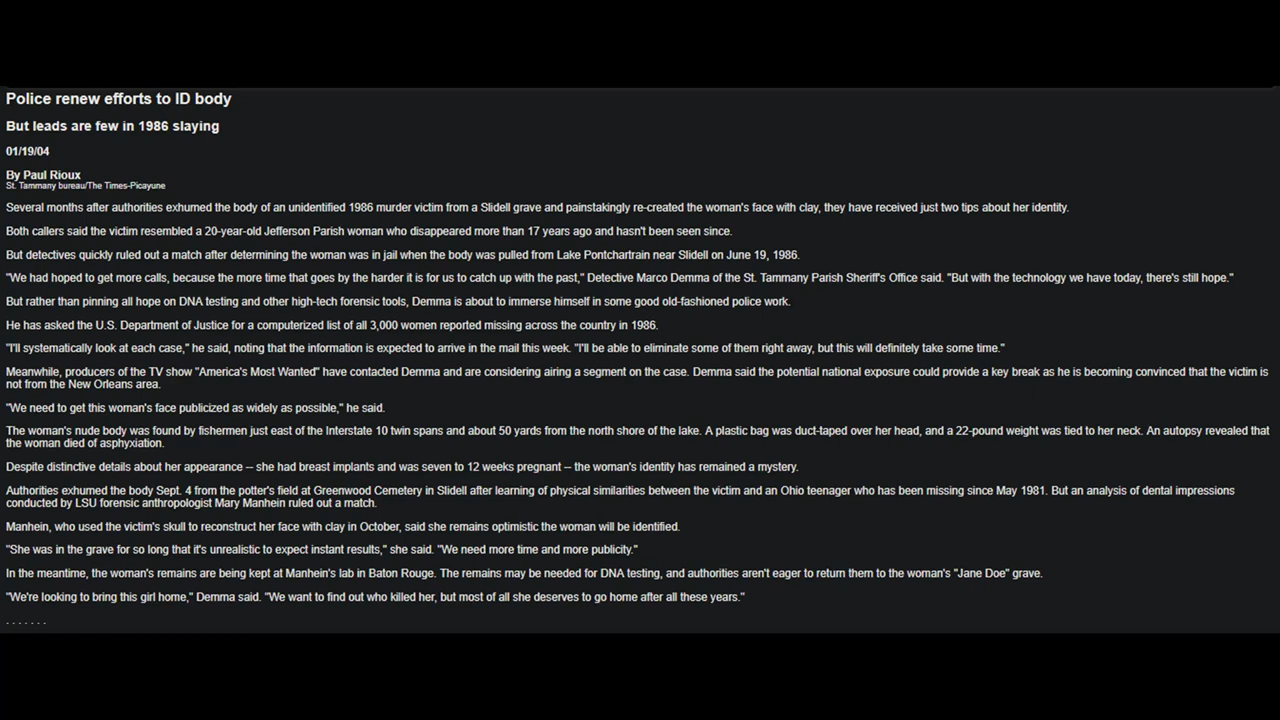 Police renew efforts to ID body
But leads are few in 1986 slaying
01/19/04
By Paul Rioux
St. Tammany bureau/The Times-Picayune
Several months after authorities exhumed the body of an unidentified 1986 murder victim from a Slidell grave and painstakingly re-created the woman's face with clay, they have received just two tips about her identity.
Both callers said the victim resembled a 20-year-old Jefferson Parish woman who disappeared more than 17 years ago and hasn't been seen since.
But detectives quickly ruled out a match after determining the woman was in jail when the body was pulled from Lake Pontchartrain near Slidell on June 19, 1986.
"We had hoped to get more calls, because the more time that goes by the harder it is for us to catch up with the past," Detective Marco Demma of the St. Tammany Parish Sheriff's Office said. "But with the technology we have today, there's still hope."
But rather than pinning all hope on DNA testing and other high-tech forensic tools, Demma is about to immerse himself in some good old-fashioned police work.
He has asked the U.S. Department of Justice for a computerized list of all 3,000 women reported missing across the country in 1986.
"I'll systematically look at each case," he said, noting that the information is expected to arrive in the mail this week. "I'll be able to eliminate some of them right away, but this will definitely take some time."
Meanwhile, producers of the TV show "America's Most Wanted" have contacted Demma and are considering airing a segment on the case. Demma said the potential national exposure could provide a key break as he is becoming convinced that the victim is
not from the New Orleans area.
"We need to get this woman's face publicized as widely as possible," he said.
The woman's nude body was found by fishermen just east of the Interstate 10 twin spans and about 50 yards from the north shore of the lake. A plastic bag was duct-taped over her head, and a 22-pound weight was tied to her neck. An autopsy revealed that
the woman died of asphyxiation.
Despite distinctive details about her appearance -- she had breast implants and was seven to 12 weeks pregnant -- the woman's identity has remained a mystery.
Authorities exhumed the body Sept. 4 from the potter's field at Greenwood Cemetery in Slidell after learning of physical similarities between the victim and an Ohio teenager who has been missing since May 1981. But an analysis of dental impressions
conducted by LSU forensic anthropologist Mary Manhein ruled out a match.
Manhein, who used the victim's skull to reconstruct her face with clay in October, said she remains optimistic the woman will be identified.
"She was in the grave for so long that it's unrealistic to expect instant results," she said. "We need more time and more publicity."
In the meantime, the woman's remains are being kept at Manhein's lab in Baton Rouge. The remains may be needed for DNA testing, and authorities aren't eager to return them to the woman's "Jane Doe" grave.
"We're looking to bring this girl home," Demma said. "We want to find out who killed her, but most of all she deserves to go home after all these years."
. . . . . . .